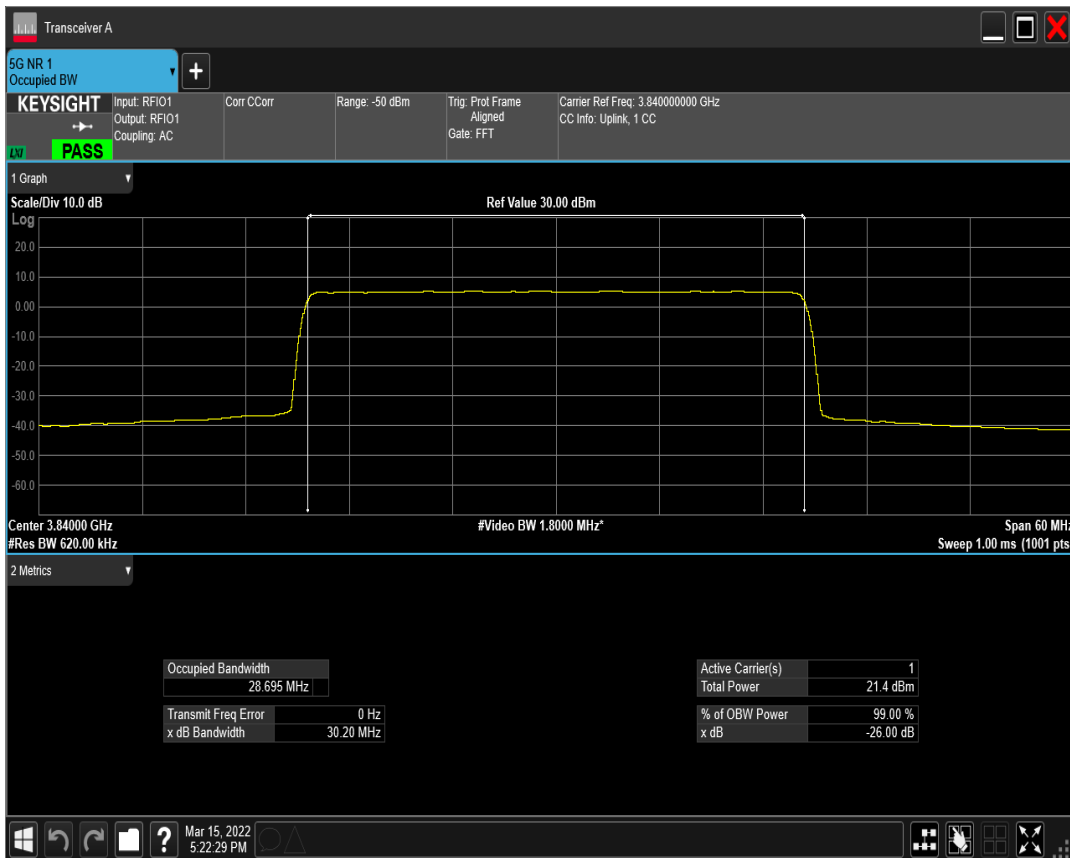 Transceiver A
5G NR 1
Occupied BW
KEYSIGHT
LXI
PASS
Input: RFIO1
Output: RFIO1
Coupling: AC
Corr CCorr
Range: -50 dBm
Trig: Prot Frame
Aligned
Gate: FFT
Carrier Ref Freq: 3.840000000 GHz
CC Info: Uplink, 1 CC
1 Graph
Scale/Div 10.0 dB
Ref Value 30.00 dBm
Log
20.0
10.0
0.00
-10.0
-20.0
-30.0
-40.0
-50.0
-60.0
Center 3.84000 GHz
#Video BW 1.8000 MHz*
Span 60 MHz
#Res BW 620.00 kHz
Sweep 1.00 ms (1001 pts
2 Metrics
Occupied Bandwidth
28.695 MHz
Transmit Freq Error 0 Hz
x dB Bandwidth 30.20 MHz
Active Carrier(s) 1
Total Power 21.4 dBm
% of OBW Power 99.00 %
x dB -26.00 dB
?
Mar 15, 2022
5:22:29 PM